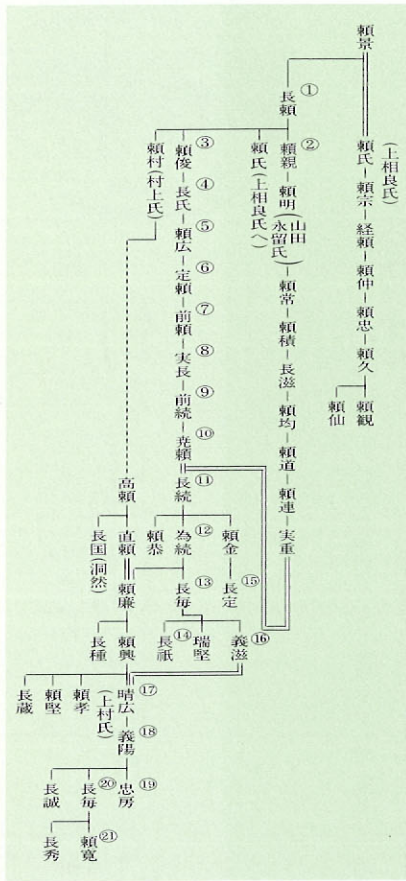 頼景
(上相良氏)
頼氏 頼宗 経頼 頼仲 頼忠 頼久
頼観
頼仙
① 長頼
② 頼親 頼明(山田 永留氏) 頼常 頼積 長滋 頼均 頼道 頼連 実重
頼氏(上相良氏へ)
③ 頼俊 ④ 長氏 ⑤ 頼広 ⑥ 定頼 ⑦ 前頼 ⑧ 実長 ⑨ 前続 ⑩ 尭頼 ⑪ 長続
頼村(村上氏)
頼金 ⑮ 長定
⑫ 為続 ⑬ 長毎
頼恭
⑯ 義滋
瑞堅
⑭ 長祇
高頼
直頼 頼廉
長国(洞然)
頼興
長種
⑰ 晴広 ⑱ 義陽
(上村氏)
頼孝
頼堅
長蔵
⑲ 忠房
⑳ 長毎
長誠
㉑ 頼寛
長秀